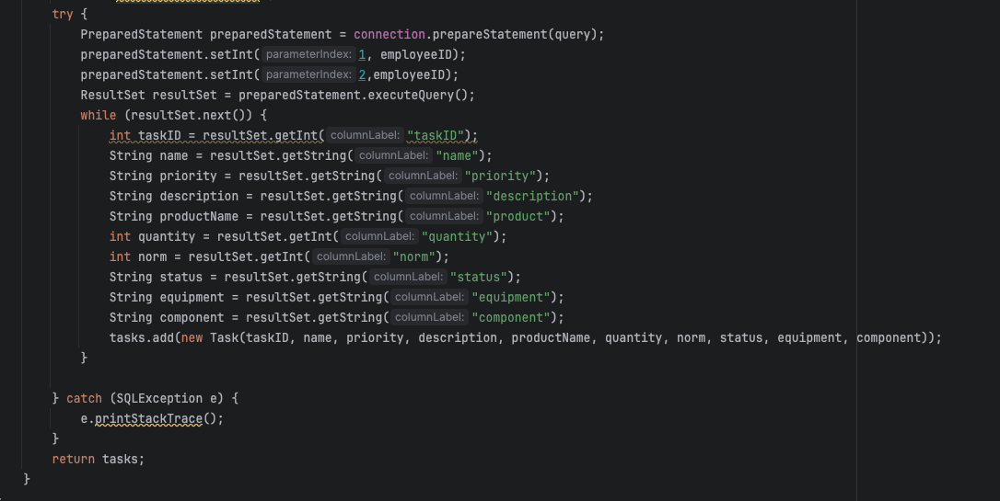 try {
PreparedStatement preparedStatement = connection.prepareStatement(query);
preparedStatement.setInt( parameterIndex: 1, employeeID);
preparedStatement.setInt( parameterIndex: 2,employeeID);
ResultSet resultSet = preparedStatement.executeQuery();
while (resultSet.next()) {
int taskID = resultSet.getInt( columnLabel: "taskID");
String name = resultSet.getString( columnLabel: "name");
String priority = resultSet.getString( columnLabel: "priority");
String description = resultSet.getString( columnLabel: "description");
String productName = resultSet.getString( columnLabel: "product");
int quantity = resultSet.getInt( columnLabel: "quantity");
int norm = resultSet.getInt( columnLabel: "norm");
String status = resultSet.getString( columnLabel: "status");
String equipment = resultSet.getString( columnLabel: "equipment");
String component = resultSet.getString( columnLabel: "component");
tasks.add(new Task(taskID, name, priority, description, productName, quantity, norm, status, equipment, component));
}
} catch (SQLException e) {
e.printStackTrace();
}
return tasks;
}